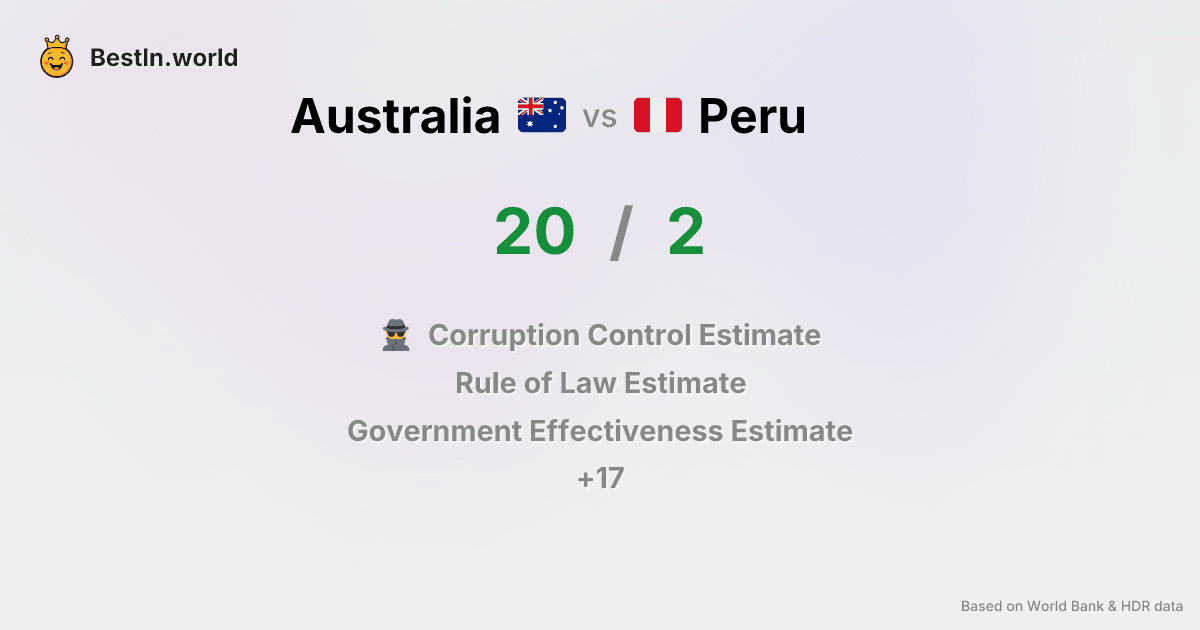 BestIn.world
Australia vs Peru
20 / 2
Corruption Control Estimate
Rule of Law Estimate
Government Effectiveness Estimate
+17
Based on World Bank & HDR data